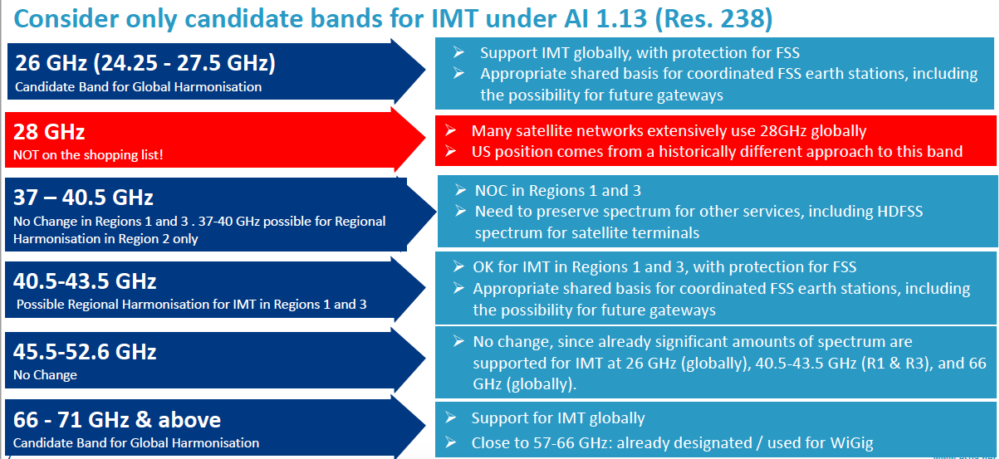 Consider only candidate bands for IMT under AI 1.13 (Res. 238)
26 GHz (24.25 - 27.5 GHz)
Candidate Band for Global Harmonisation
➢ Support IMT globally, with protection for FSS
➢ Appropriate shared basis for coordinated FSS earth stations, including
the possibility for future gateways
28 GHz
NOT on the shopping list!
➢ Many satellite networks extensively use 28GHz globally
➢ US position comes from a historically different approach to this band
37 – 40.5 GHz
No Change in Regions 1 and 3 . 37-40 GHz possible for Regional
Harmonisation in Region 2 only
➢ NOC in Regions 1 and 3
➢ Need to preserve spectrum for other services, including HDFSS
spectrum for satellite terminals
40.5-43.5 GHz
Possible Regional Harmonisation for IMT in Regions 1 and 3
➢ OK for IMT in Regions 1 and 3, with protection for FSS
➢ Appropriate shared basis for coordinated FSS earth stations, including
the possibility for future gateways
45.5-52.6 GHz
No Change
➢ No change, since already significant amounts of spectrum are
supported for IMT at 26 GHz (globally), 40.5-43.5 GHz (R1 & R3), and 66
GHz (globally).
66 - 71 GHz & above
Candidate Band for Global Harmonisation
➢ Support for IMT globally
➢ Close to 57-66 GHz: already designated / used for WiGig